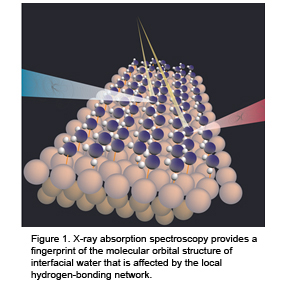 Figure 1. X-ray absorption spectroscopy provides a
fingerprint of the molecular orbital structure of
interfacial water that is affected by the local
hydrogen-bonding network.